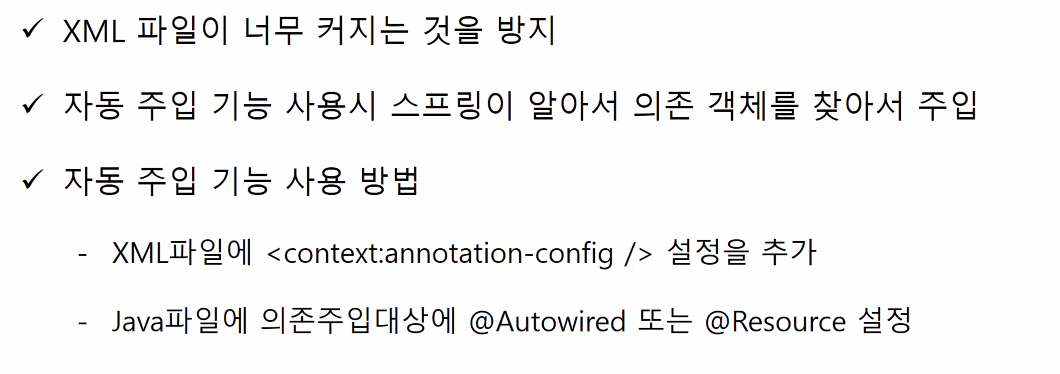 ✓ XML 파일이 너무 커지는 것을 방지
✓ 자동 주입 기능 사용시 스프링이 알아서 의존 객체를 찾아서 주입
✓ 자동 주입 기능 사용 방법
- XML파일에 <context:annotation-config /> 설정을 추가
- Java파일에 의존주입대상에 @Autowired 또는 @Resource 설정